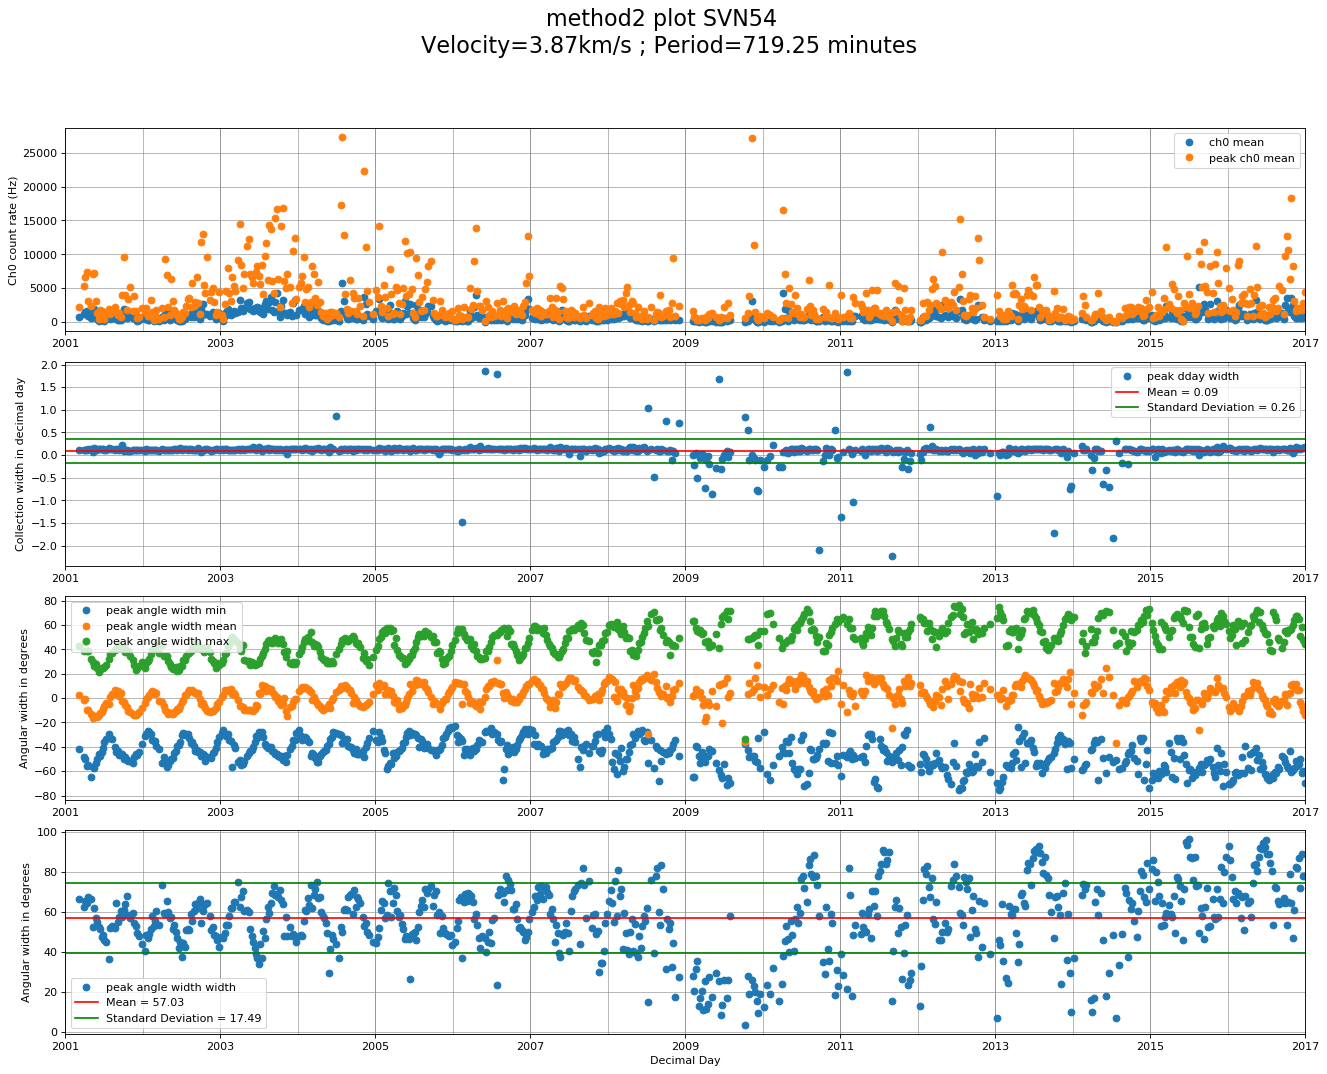 method2 plot SVN54
Velocity=3.87km/s ; Period=719.25 minutes
Ch0 count rate (Hz)
25000
20000
15000
10000
5000
0
ch0 mean
peak ch0 mean
2001 2003 2005 2007 2009 2011 2013 2015 2017
Collection width in decimal day
2.0
1.5
1.0
0.5
0.0
−0.5
−1.0
−1.5
−2.0
peak dday width
Mean = 0.09
Standard Deviation = 0.26
2001 2003 2005 2007 2009 2011 2013 2015 2017
Angular width in degrees
80
60
40
20
0
−20
−40
−60
−80
peak angle width min
peak angle width mean
peak angle width max
2001 2003 2005 2007 2009 2011 2013 2015 2017
Angular width in degrees
100
80
60
40
20
0
peak angle width width
Mean = 57.03
Standard Deviation = 17.49
2001 2003 2005 2007 2009 2011 2013 2015 2017
Decimal Day